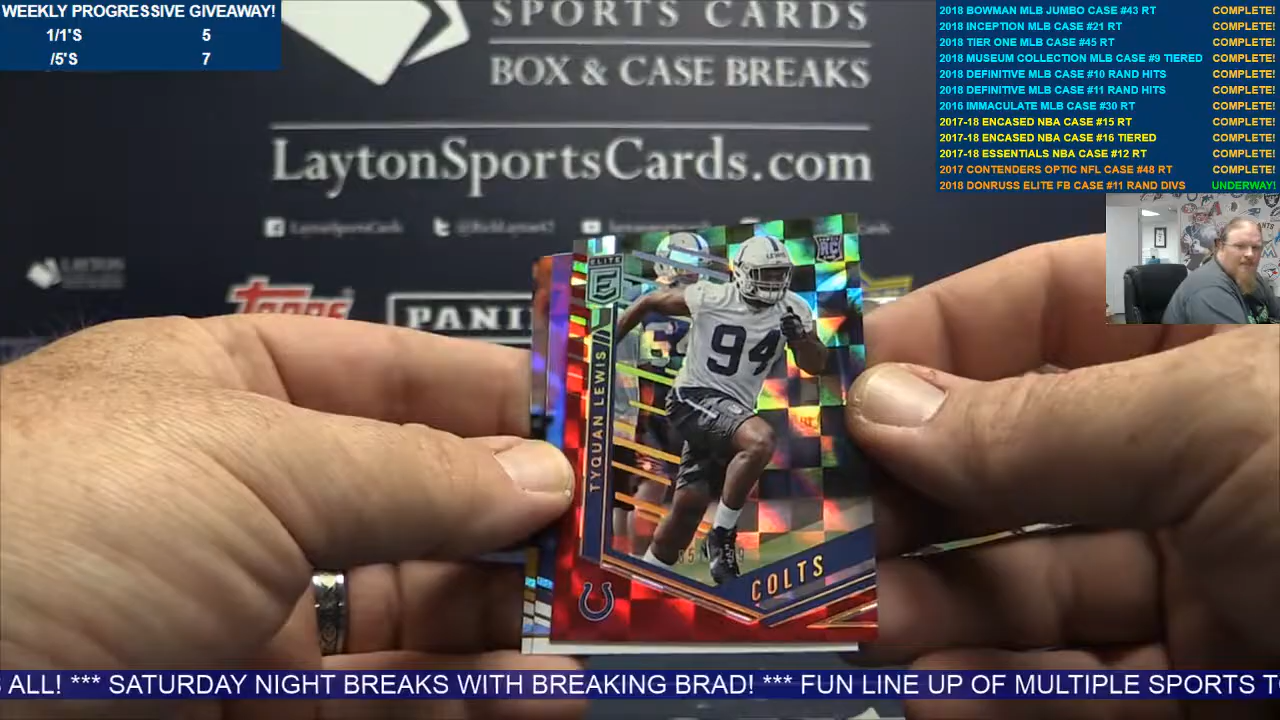 WEEKLY PROGRESSIVE GIVEAWAY!
1/1'S 5
/5'S 7
SPORTS CARDS
BOX & CASE BREAKS
LaytonSportsCards.com
LaytonSportsCards
LAYTON
Topps
PANINI
2018 BOWMAN MLB JUMBO CASE #43 RT COMPLETE!
2018 INCEPTION MLB CASE #21 RT COMPLETE!
2018 TIER ONE MLB CASE #45 RT COMPLETE!
2018 MUSEUM COLLECTION MLB CASE #9 TIERED COMPLETE!
2018 DEFINITIVE MLB CASE #10 RAND HITS COMPLETE!
2018 DEFINITIVE MLB CASE #11 RAND HITS COMPLETE!
2016 IMMACULATE MLB CASE #30 RT COMPLETE!
2017-18 ENCASED NBA CASE #15 RT COMPLETE!
2017-18 ENCASED NBA CASE #16 TIERED COMPLETE!
2017-18 ESSENTIALS NBA CASE #12 RT COMPLETE!
2017 CONTENDERS OPTIC NFL CASE #48 RT COMPLETE!
2018 DONRUSS ELITE FB CASE #11 RAND DIVS UNDERWAY!
ELITE
E
RC
LEWIS
94
TYQUAN LEWIS
COLTS
S ALL! *** SATURDAY NIGHT BREAKS WITH BREAKING BRAD! *** FUN LINE UP OF MULTIPLE SPORTS TO